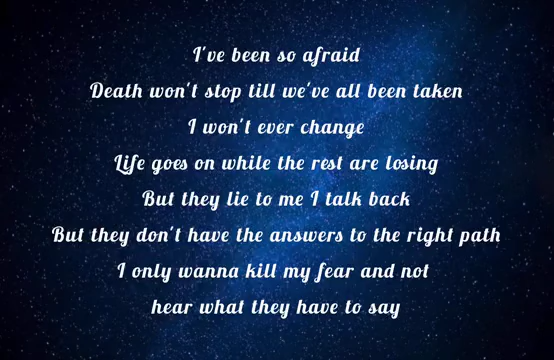 I've been so afraid
Death won't stop till we've all been taken
I won't ever change
Life goes on while the rest are losing
But they lie to me I talk back
But they don't have the answers to the right path
I only wanna kill my fear and not
hear what they have to say